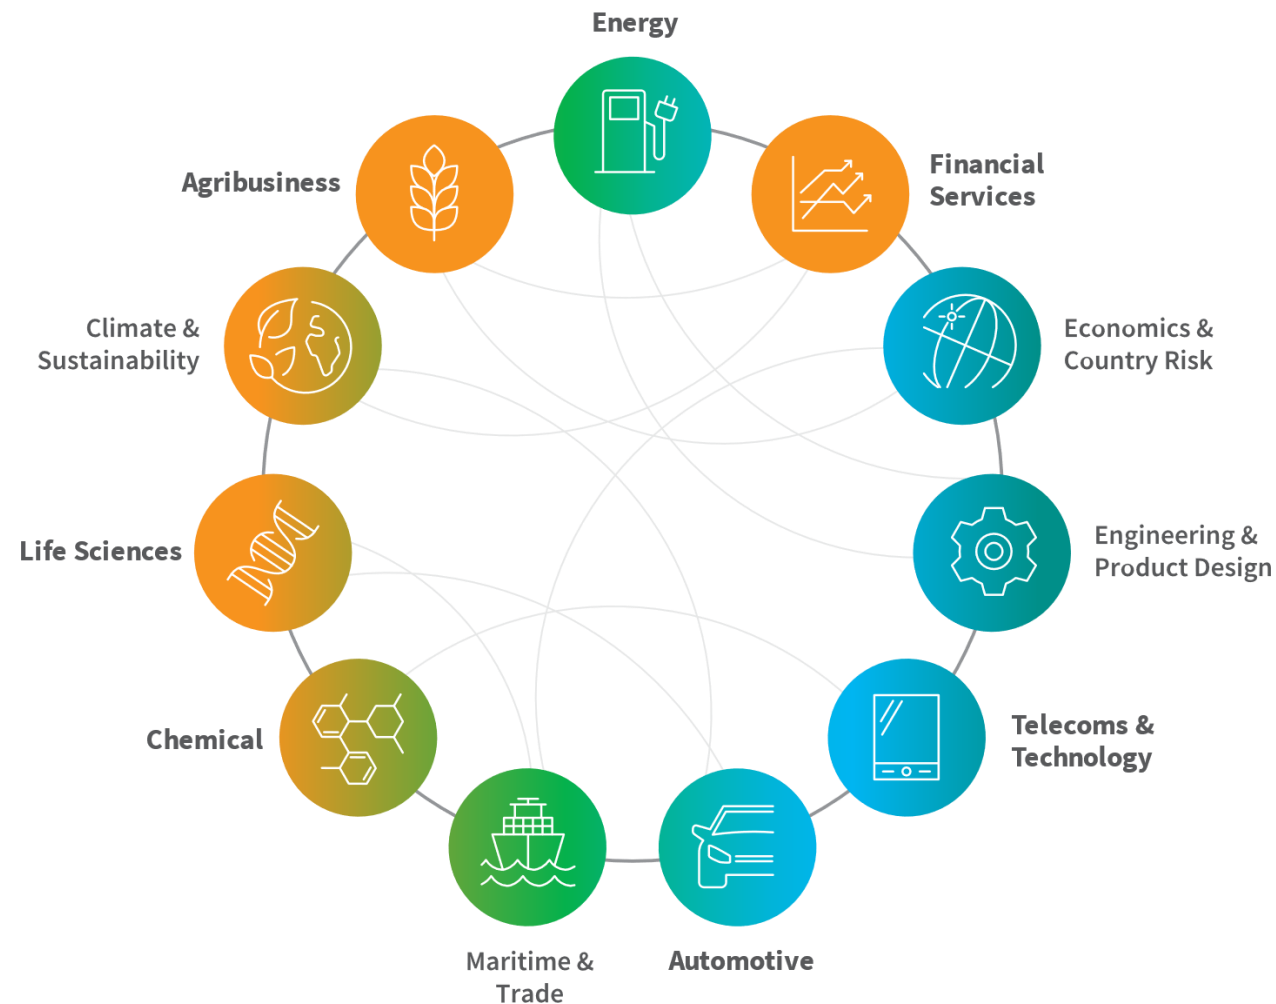 Energy
Financial
Services
Economics &
Country Risk
Engineering &
Product Design
Telecoms &
Technology
Automotive
Maritime &
Trade
Chemical
Life Sciences
Climate &
Sustainability
Agribusiness